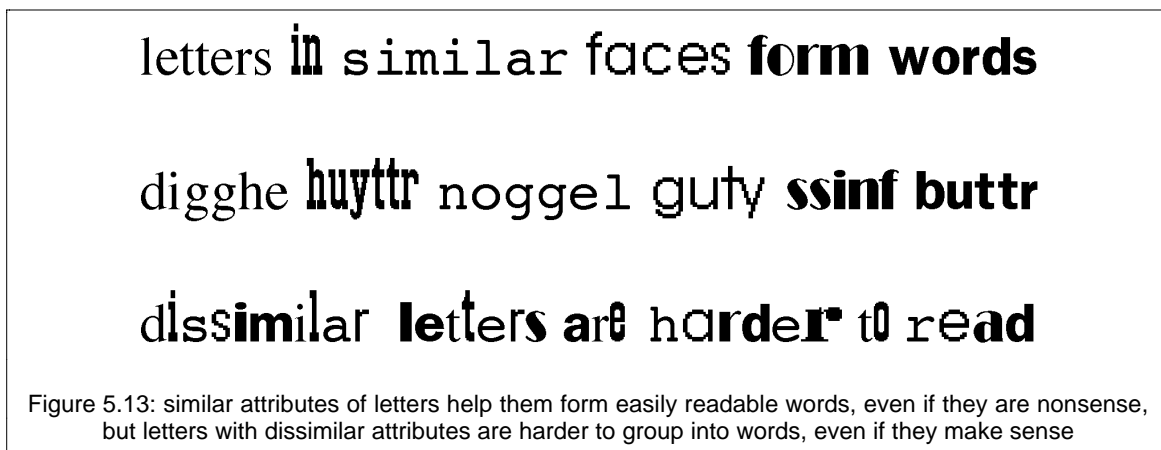 letters in similar faces form words
digghe huyttr noggel guty ssinf buttr
dissimilar letters are harder to read
Figure 5.13: similar attributes of letters help them form easily readable words, even if they are nonsense,
but letters with dissimilar attributes are harder to group into words, even if they make sense